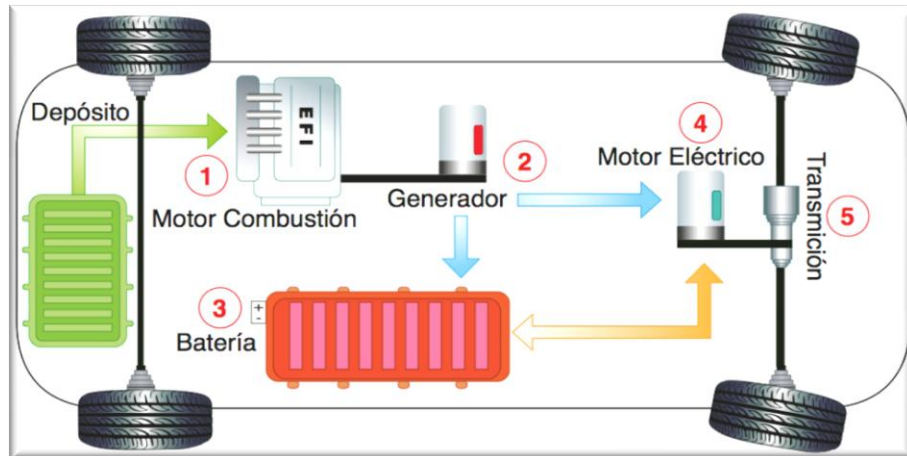 Depósito
EFI
1
Motor Combustión
2
Generador
4
Motor Eléctrico
Transmición
5
3
+
-
Batería